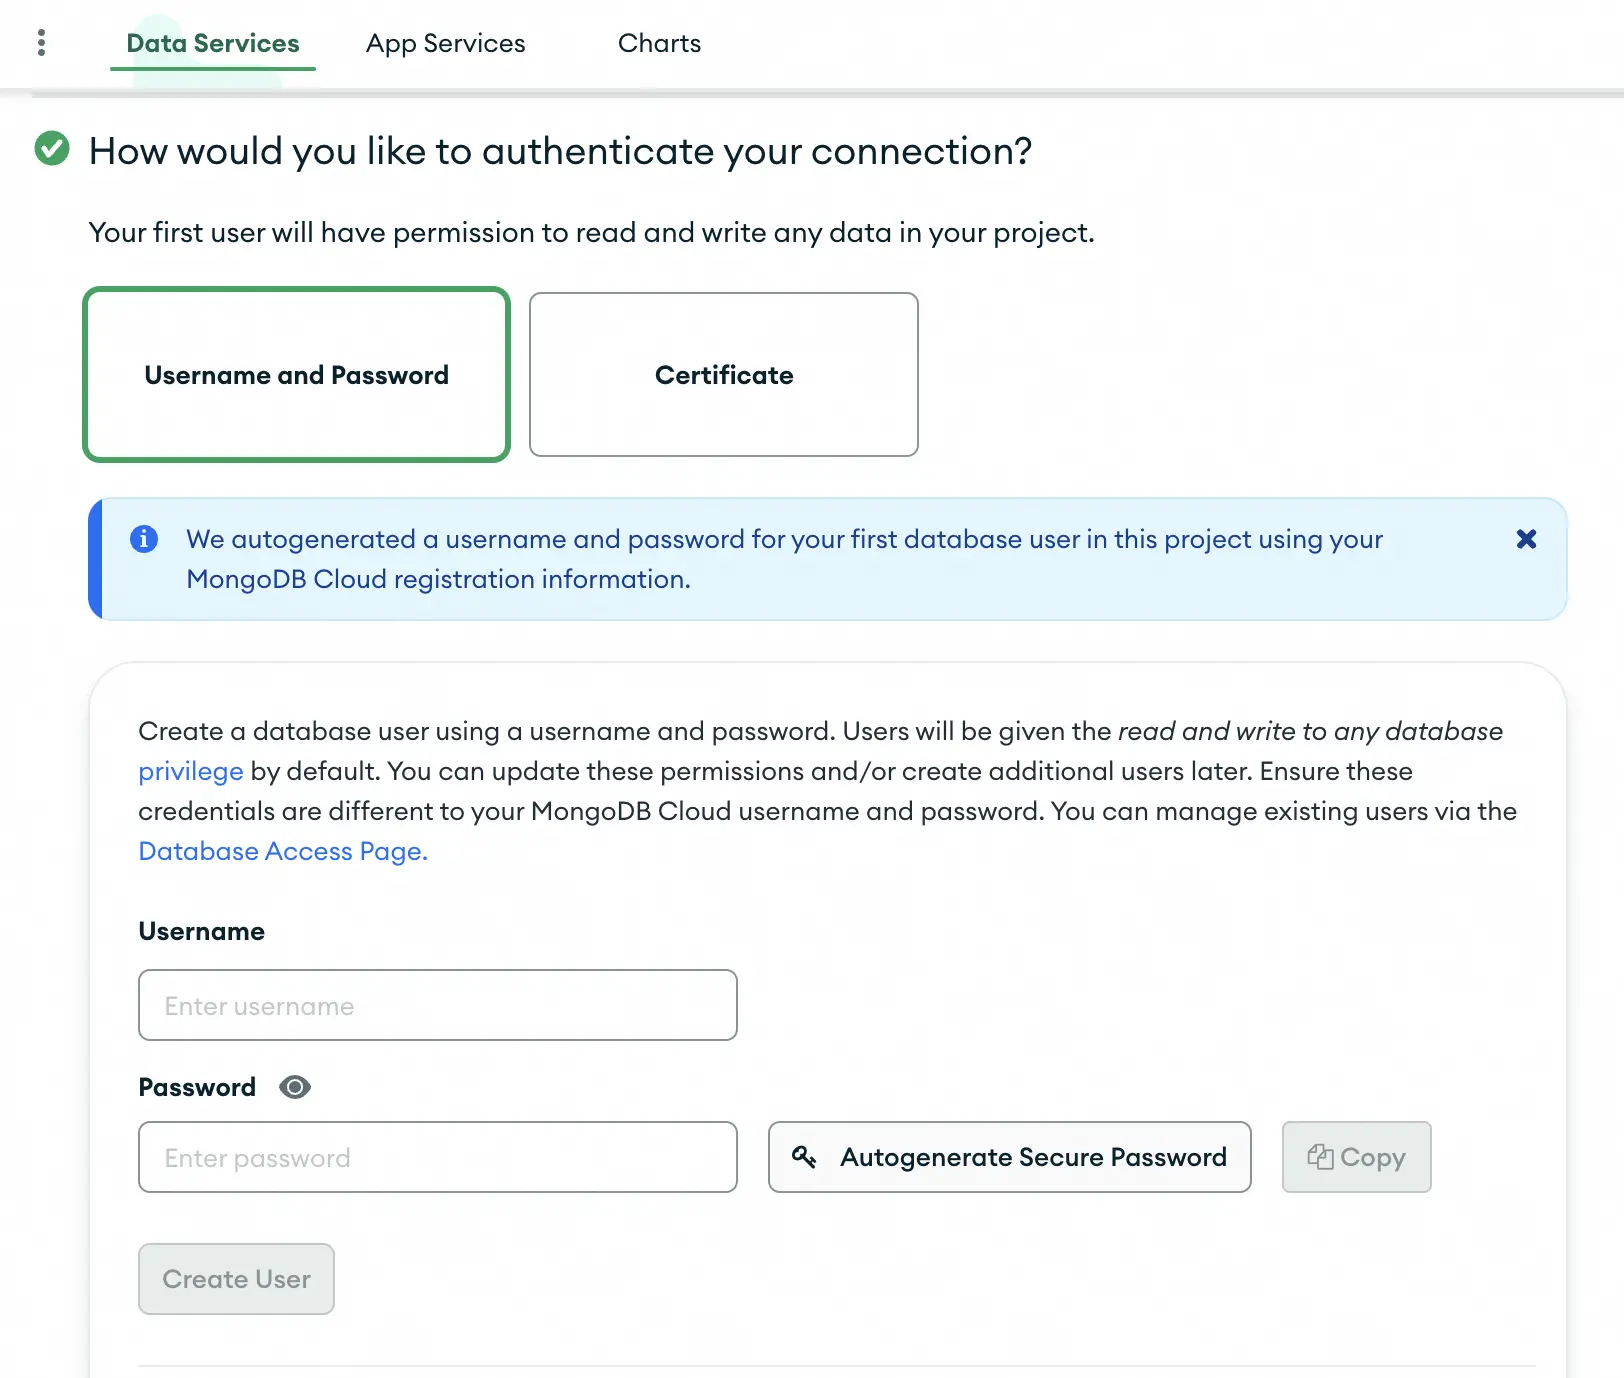 Data Services App Services Charts
How would you like to authenticate your connection?
Your first user will have permission to read and write any data in your project.
Username and Password Certificate
We autogenerated a username and password for your first database user in this project using your
MongoDB Cloud registration information.
Create a database user using a username and password. Users will be given the read and write to any database
privilege by default. You can update these permissions and/or create additional users later. Ensure these
credentials are different to your MongoDB Cloud username and password. You can manage existing users via the
Database Access Page.
Username
Enter username
Password
Enter password Autogenerate Secure Password Copy
Create User